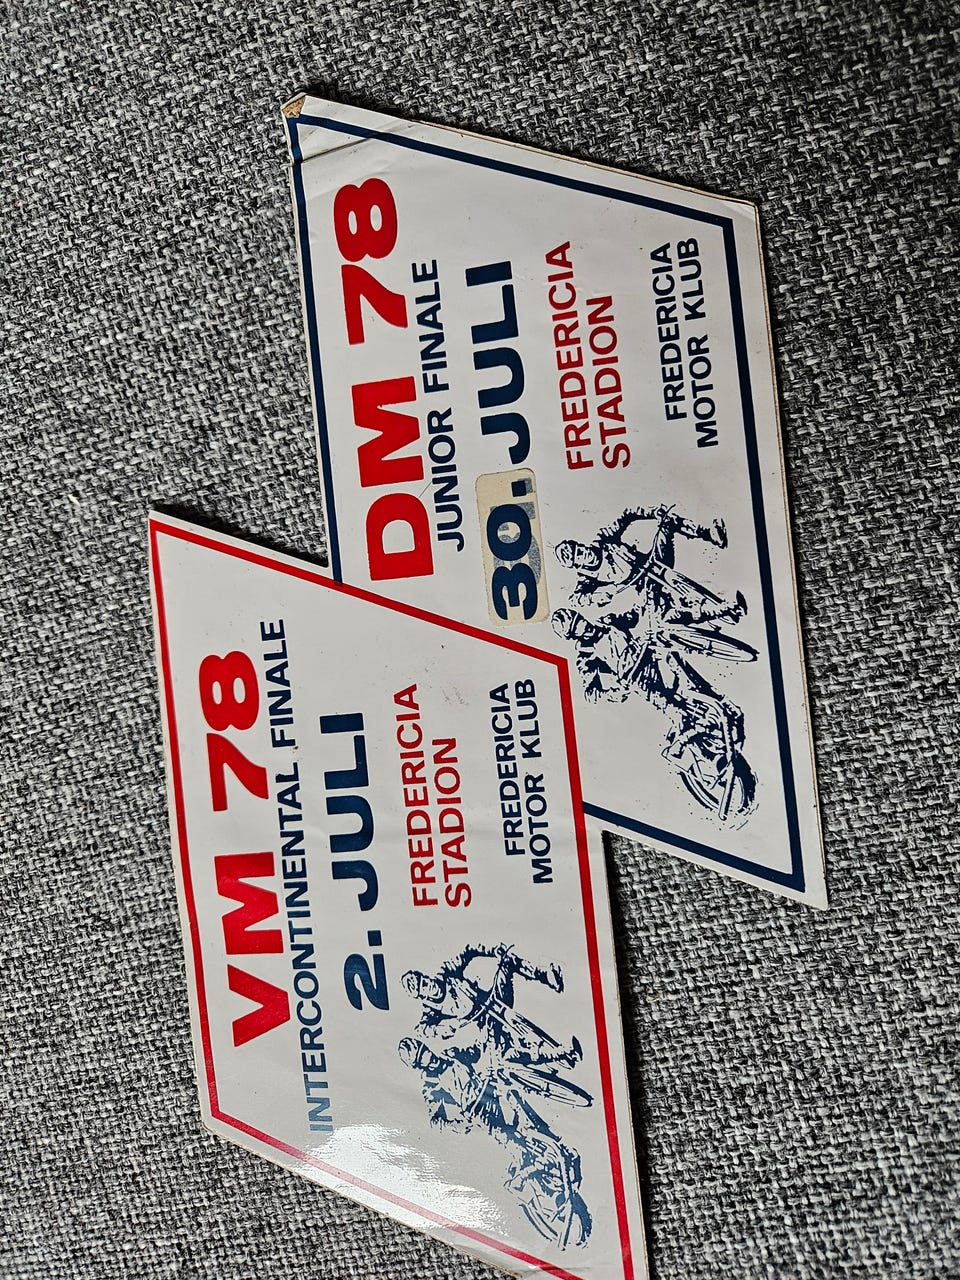 DM 78
JUNIOR FINALE
30. JULI
FREDERICIA
STADION
FREDERICIA
MOTOR KLUB
VM 78
INTERCONTINENTAL FINALE
2. JULI
FREDERICIA
STADION
FREDERICIA
MOTOR KLUB